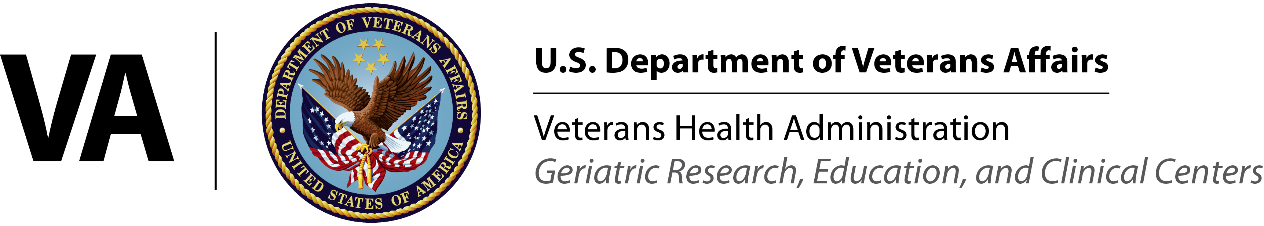 VA
DEPARTMENT OF VETERANS AFFAIRS
UNITED STATES OF AMERICA
U.S. Department of Veterans Affairs
Veterans Health Administration
Geriatric Research, Education, and Clinical Centers